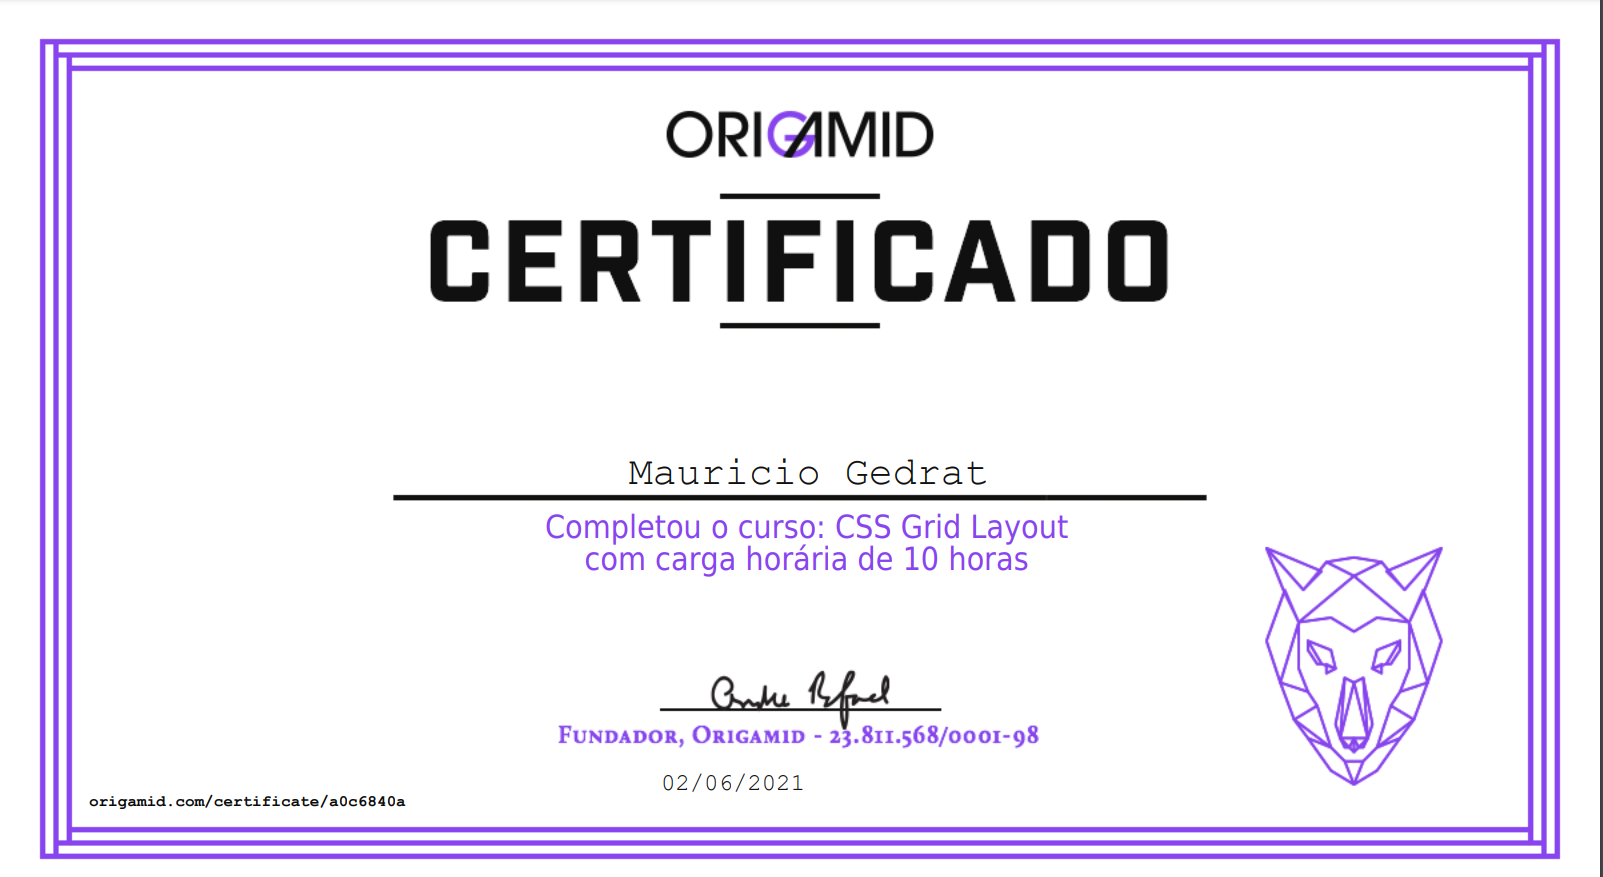 ORIGAMID
CERTIFICADO
Mauricio Gedrat
Completou o curso: CSS Grid Layout
com carga horária de 10 horas
Andre Rafael
Fundador, Origamid - 23.811.568/0001-98
02/06/2021
origamid.com/certificate/a0c6840a